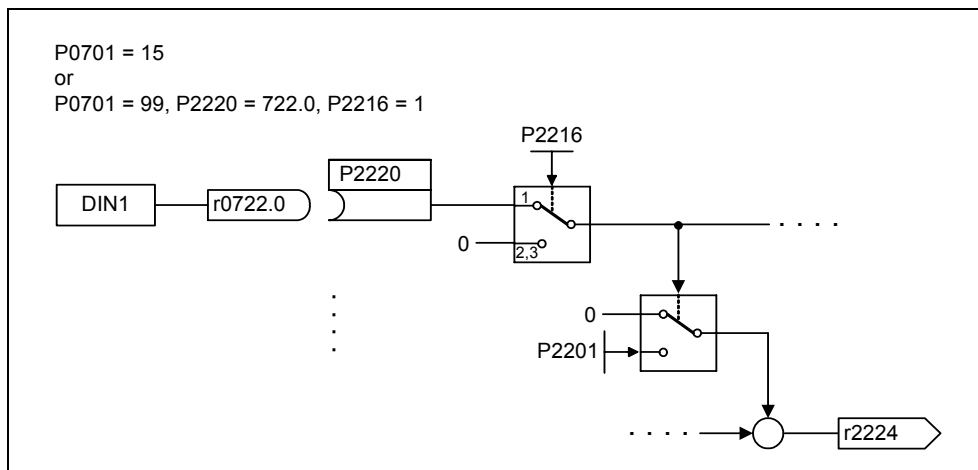 P0701 = 15
or
P0701 = 99, P2220 = 722.0, P2216 = 1
P2216
P2220
DIN1
r0722.0
1
0
2,3
. . . .
0
P2201
. . . .
. . . .
r2224